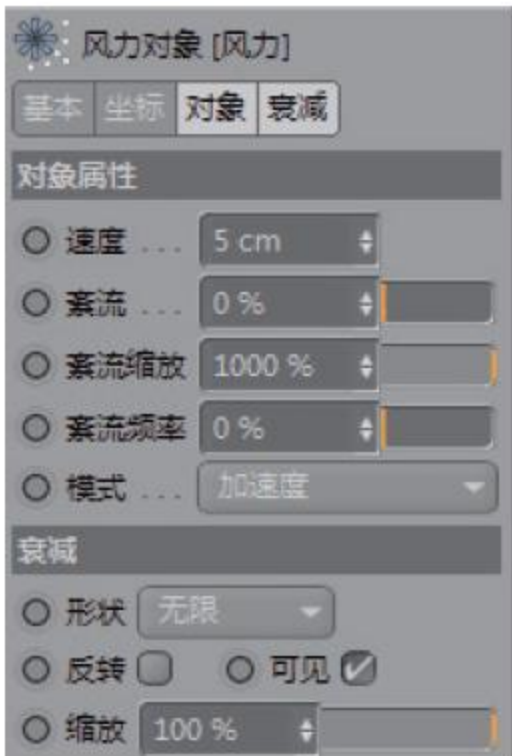 风力对象 [风力]
基本 坐标 对象 衰减
对象属性
速度 . . . 5 cm
紊流 . . . 0 %
紊流缩放 1000 %
紊流频率 0 %
模式 . . . 加速度
衰减
形状 无限
反转 可见
缩放 100 %